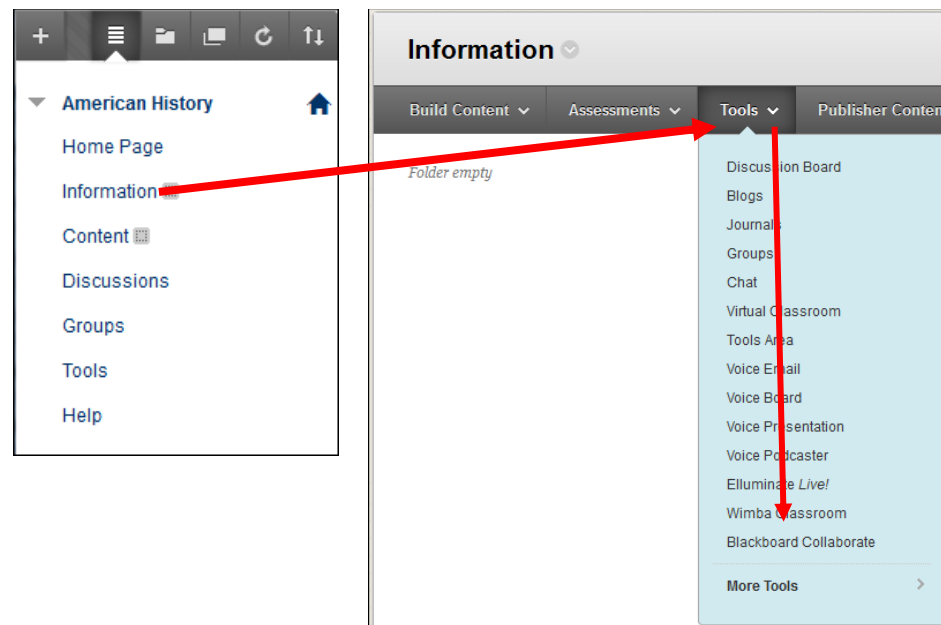 American History
Home Page
Information
Content
Discussions
Groups
Tools
Help
Information
Build Content Assessments Tools Publisher Conten
Folder empty
Discussion Board
Blogs
Journals
Groups
Chat
Virtual Classroom
Tools Area
Voice Email
Voice Board
Voice Presentation
Voice Podcaster
Elluminate Live!
Wimba Classroom
Blackboard Collaborate
More Tools